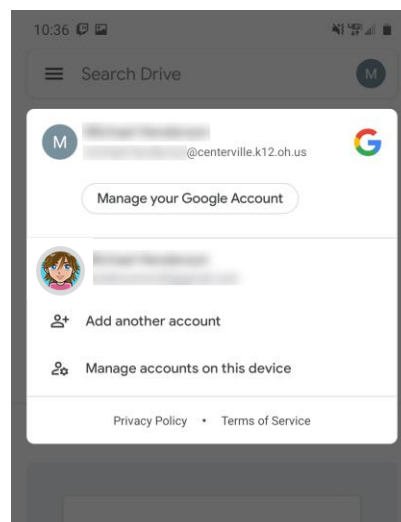 10:36
Search Drive
M
M
@centerville.k12.oh.us
Manage your Google Account
Add another account
Manage accounts on this device
Privacy Policy • Terms of Service